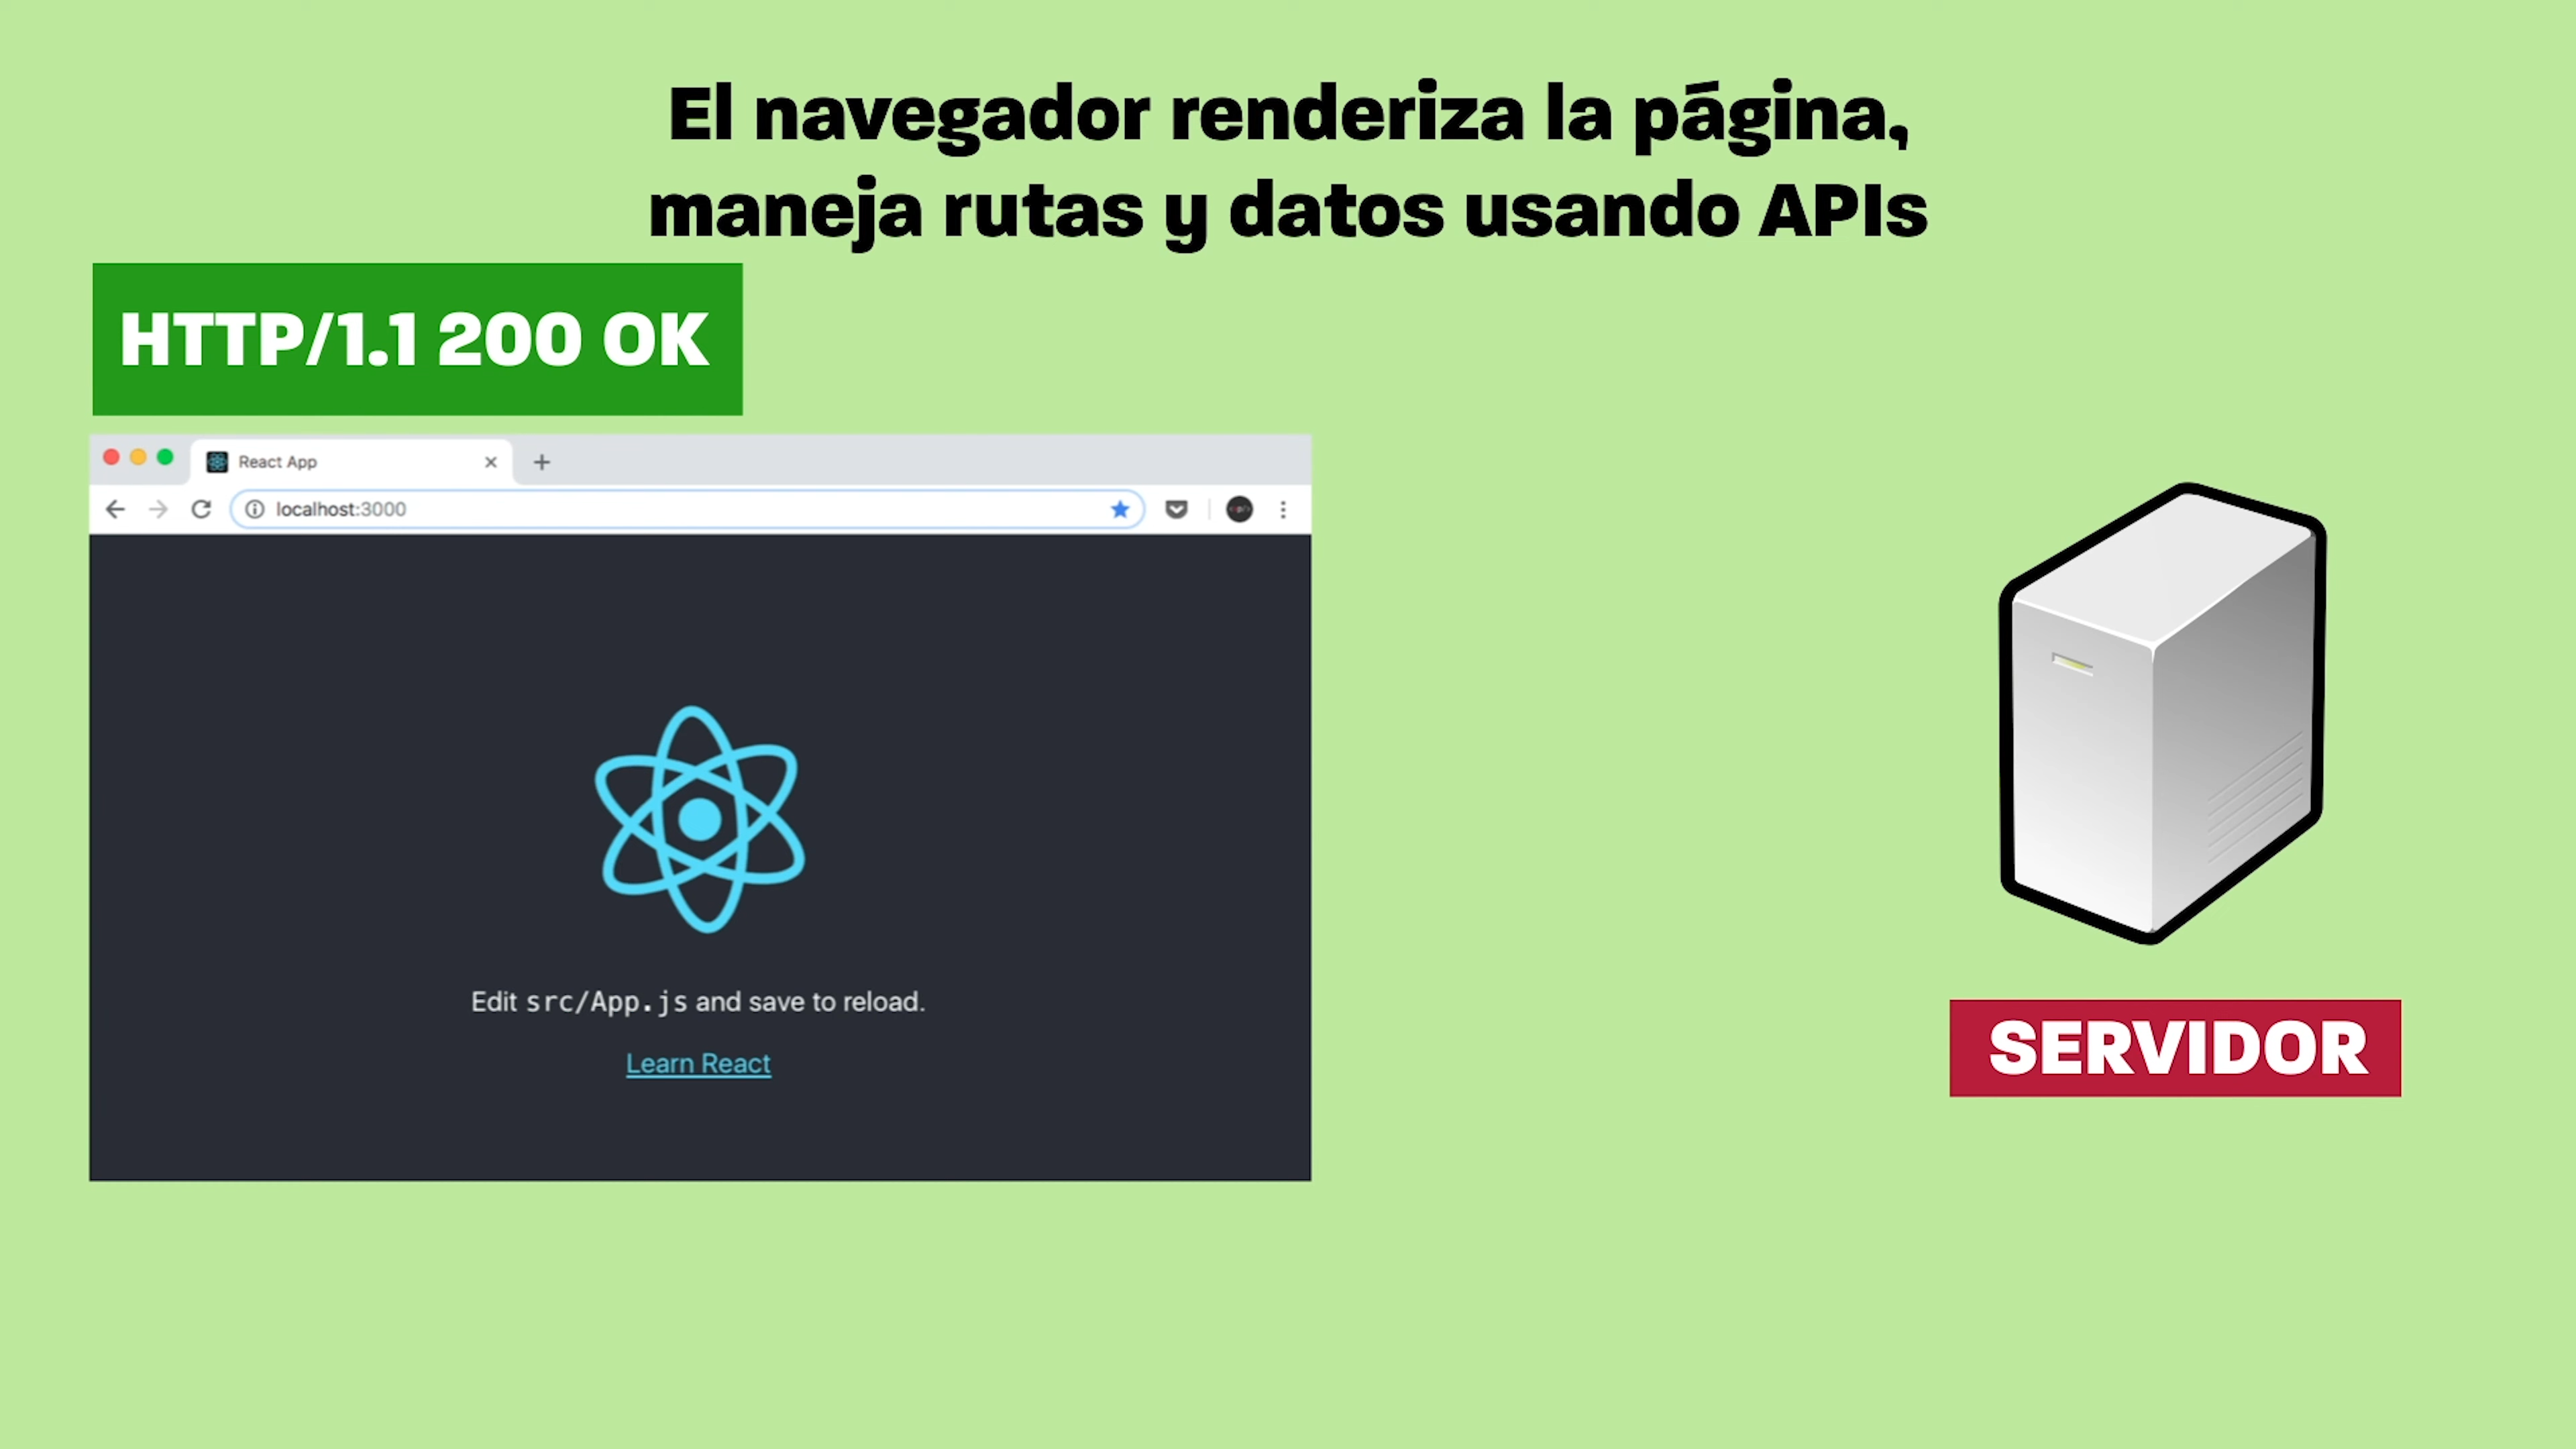 El navegador renderiza la página,
maneja rutas y datos usando APIs
HTTP/1.1 200 OK
React App
localhost:3000
Edit src/App.js and save to reload.
Learn React
SERVIDOR